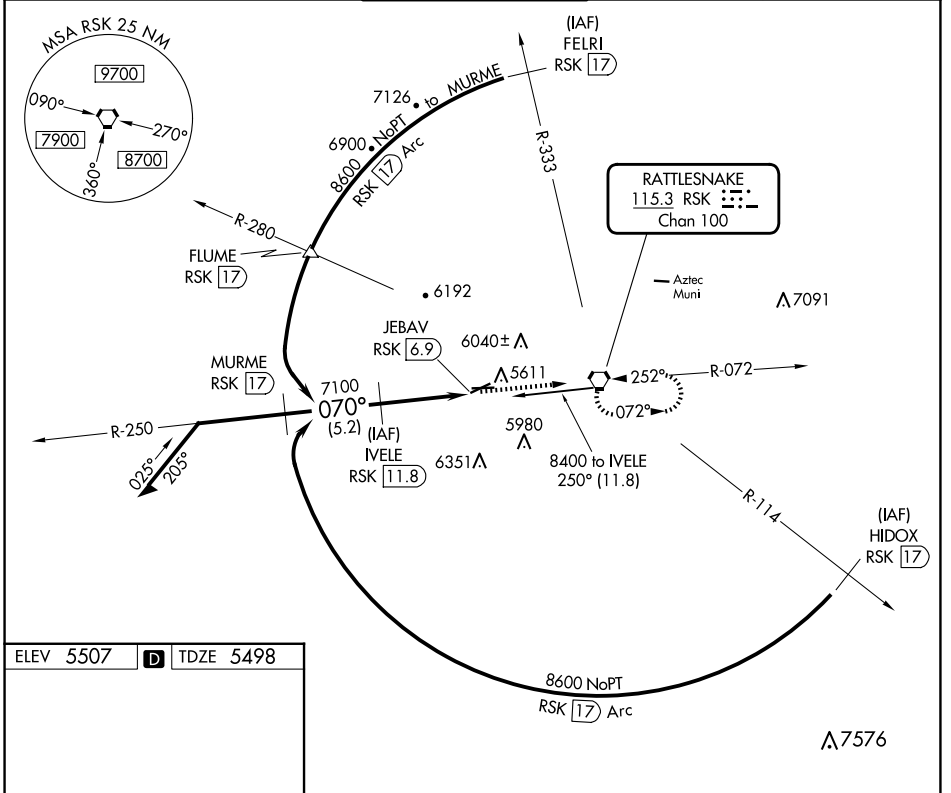 MSA RSK 25 NM
9700
090°
270°
7900
8700
360°
(IAF)
FELRI
RSK 17
7126
6900
8600 NoPT to MURME
RSK 17 Arc
R-333
R-280
FLUME
RSK 17
RATTLESNAKE
115.3 RSK
Chan 100
Aztec
Muni
7091
6192
JEBAV
RSK 6.9
6040±
5611
MURME
RSK 17
7100
070°
(5.2)
(IAF)
IVELE
RSK 11.8
252°
R-072
072°
R-250
025°
205°
5980
6351
8400 to IVELE
250° (11.8)
R-114
(IAF)
HIDOX
RSK 17
ELEV 5507 D TDZE 5498
8600 NoPT
RSK 17 Arc
7576